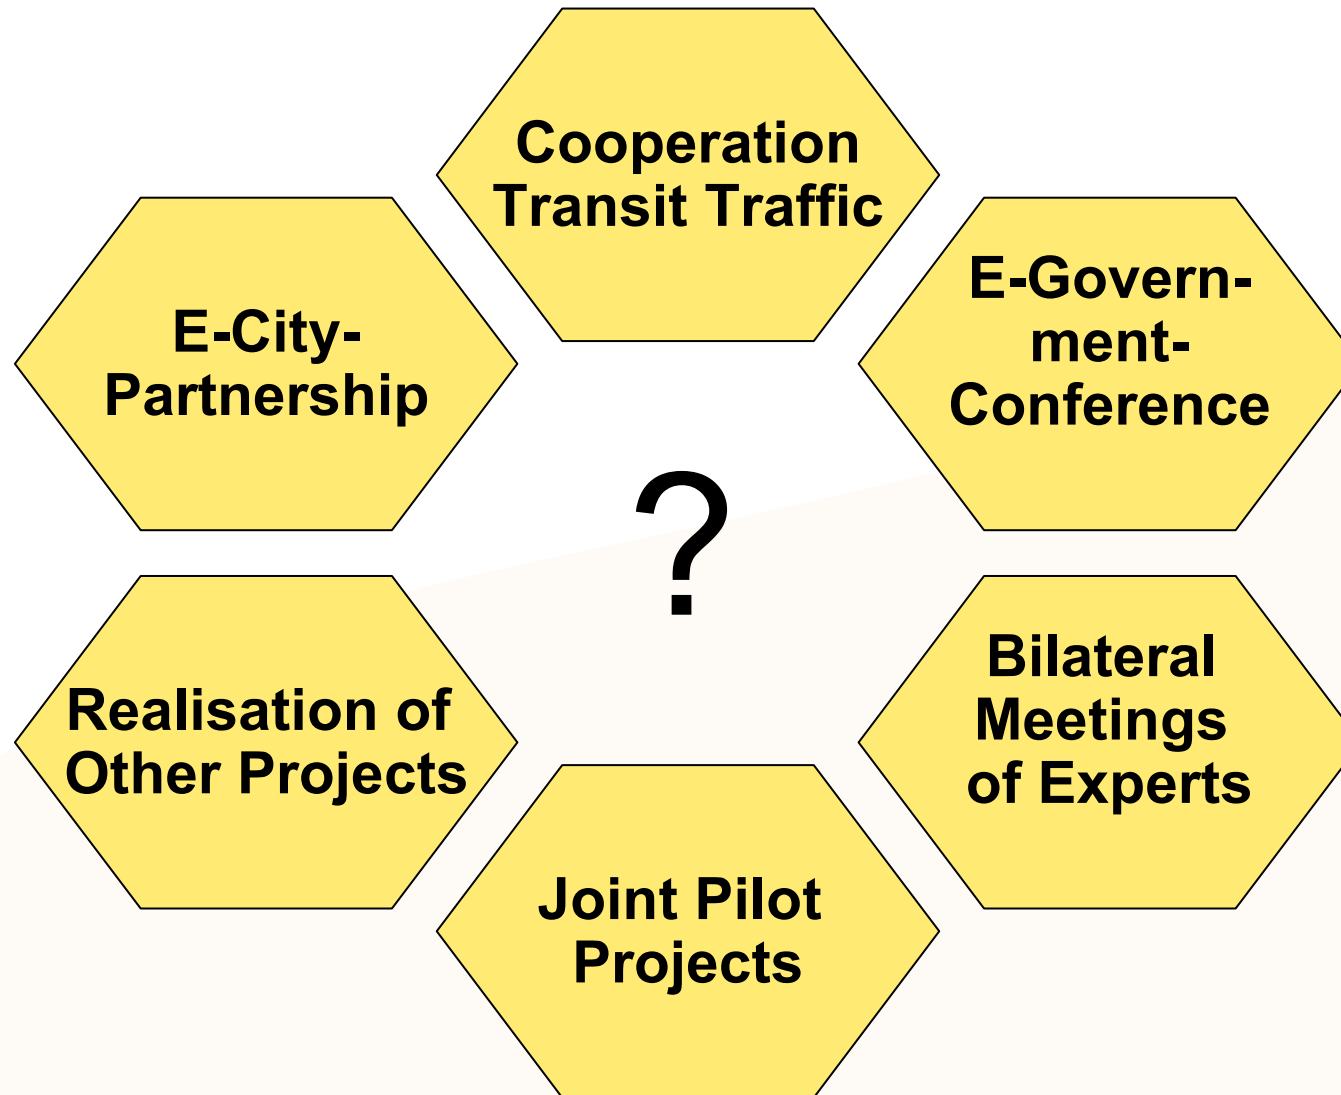 Cooperation
Transit Traffic
E-City-
Partnership
E-Govern-
ment-
Conference
?
Realisation of
Other Projects
Bilateral
Meetings
of Experts
Joint Pilot
Projects